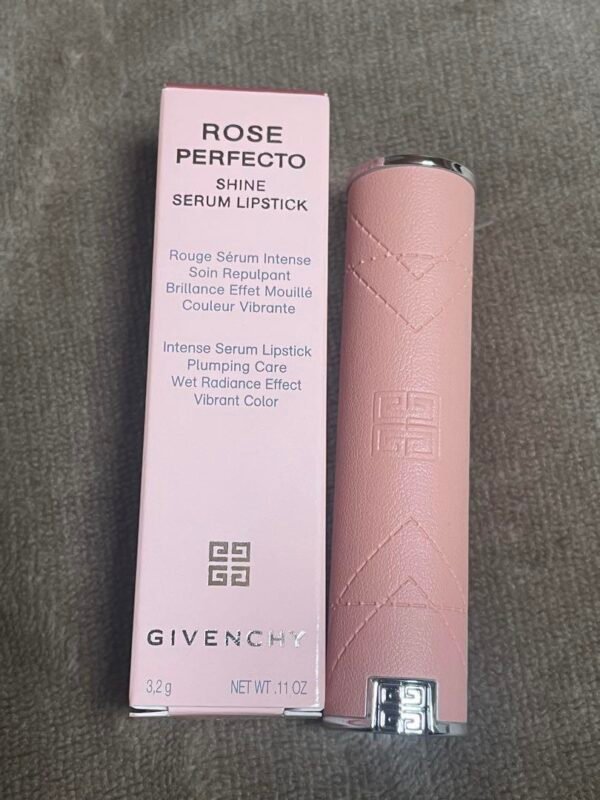 ROSE
PERFECTO
SHINE
SERUM LIPSTICK
Rouge Sérum Intense
Soin Repulpant
Brillance Effet Mouillé
Couleur Vibrante
Intense Serum Lipstick
Plumping Care
Wet Radiance Effect
Vibrant Color
GIVENCHY
3,2 g NET WT .11 OZ